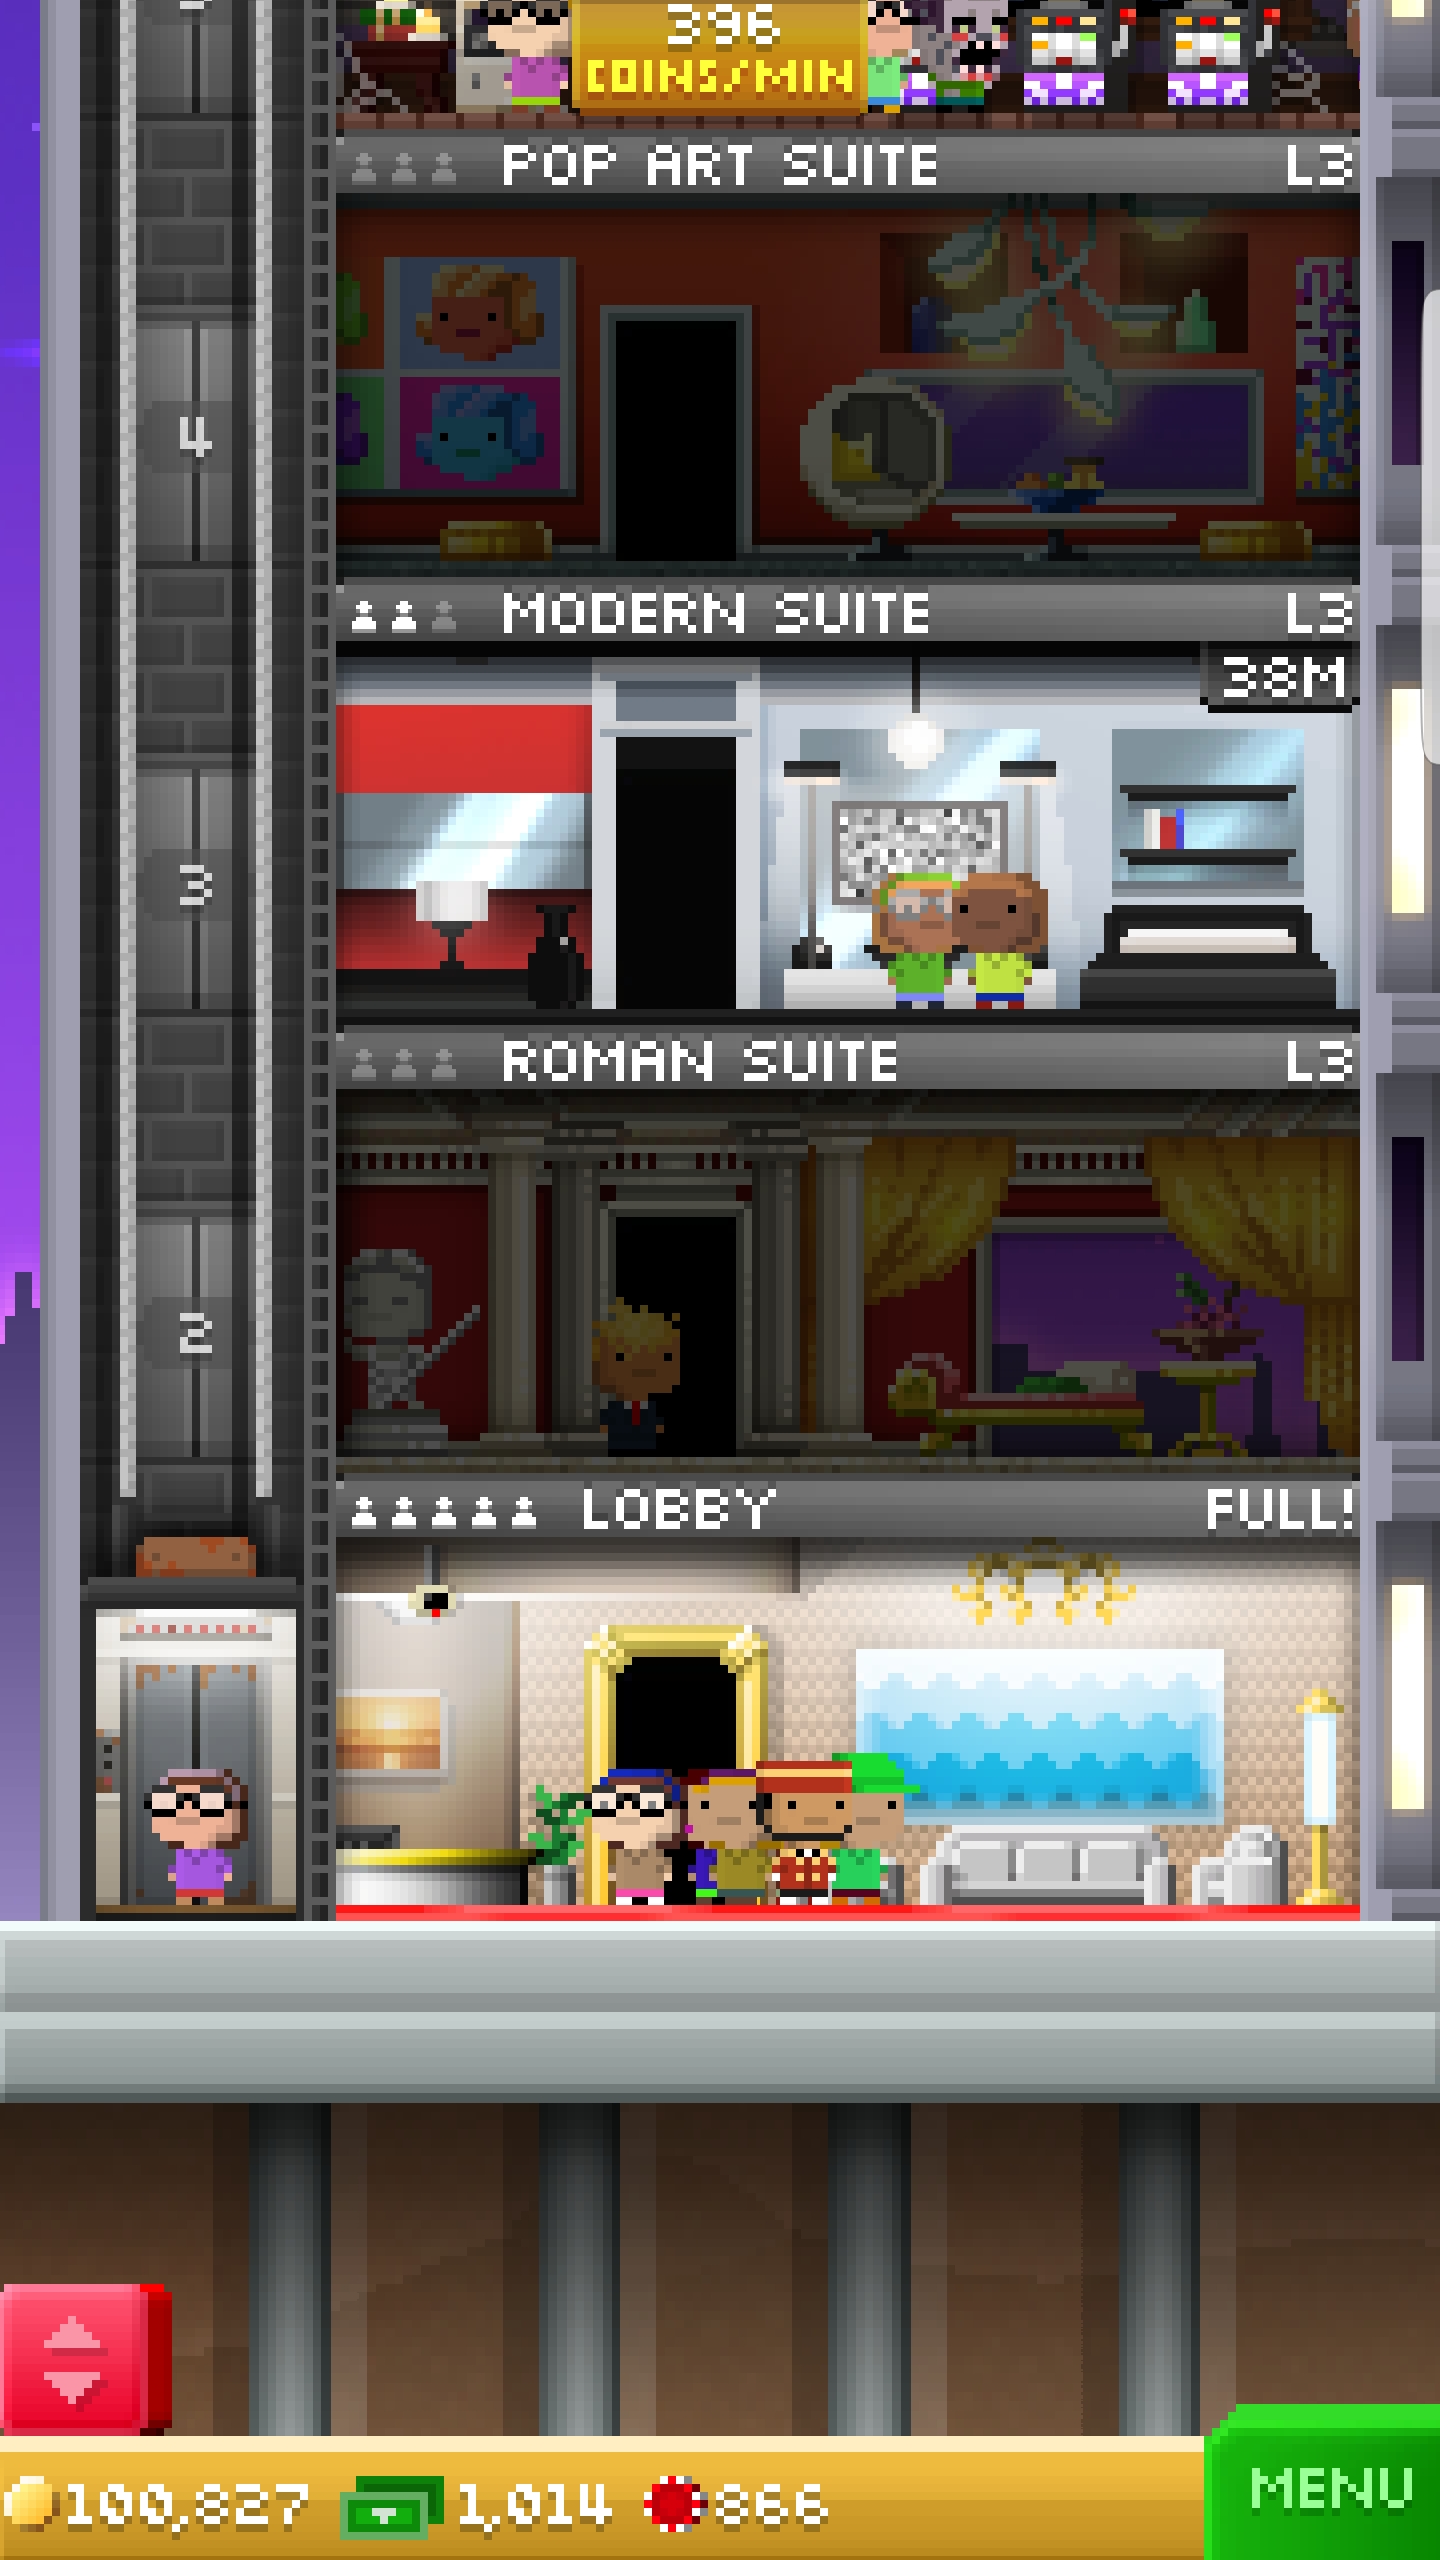 396
COINS/MIN
POP ART SUITE L3
4
MODERN SUITE L3
38M
3
ROMAN SUITE L3
2
LOBBY FULL!
100,827 1,014 866
MENU